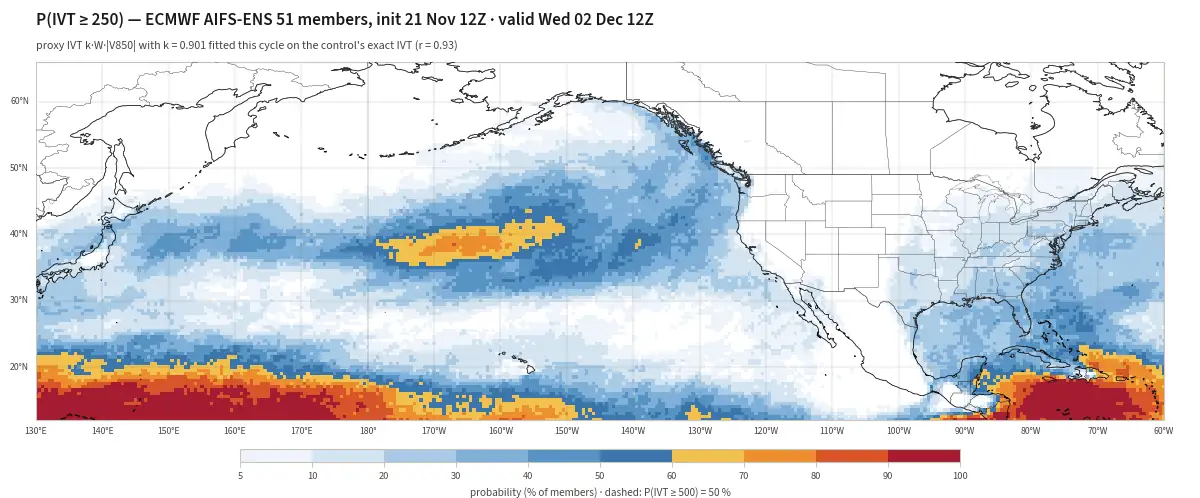 P(IVT ≥ 250) — ECMWF AIFS-ENS 51 members, init 21 Nov 12Z · valid Wed 02 Dec 12Z
proxy IVT k·W·|V850| with k = 0.901 fitted this cycle on the control's exact IVT (r = 0.93)
60°N
50°N
40°N
30°N
20°N
130°E 140°E 150°E 160°E 170°E 180° 170°W 160°W 150°W 140°W 130°W 120°W 110°W 100°W 90°W 80°W 70°W 60°W
5 10 20 30 40 50 60 70 80 90 100
probability (% of members) · dashed: P(IVT ≥ 500) = 50 %